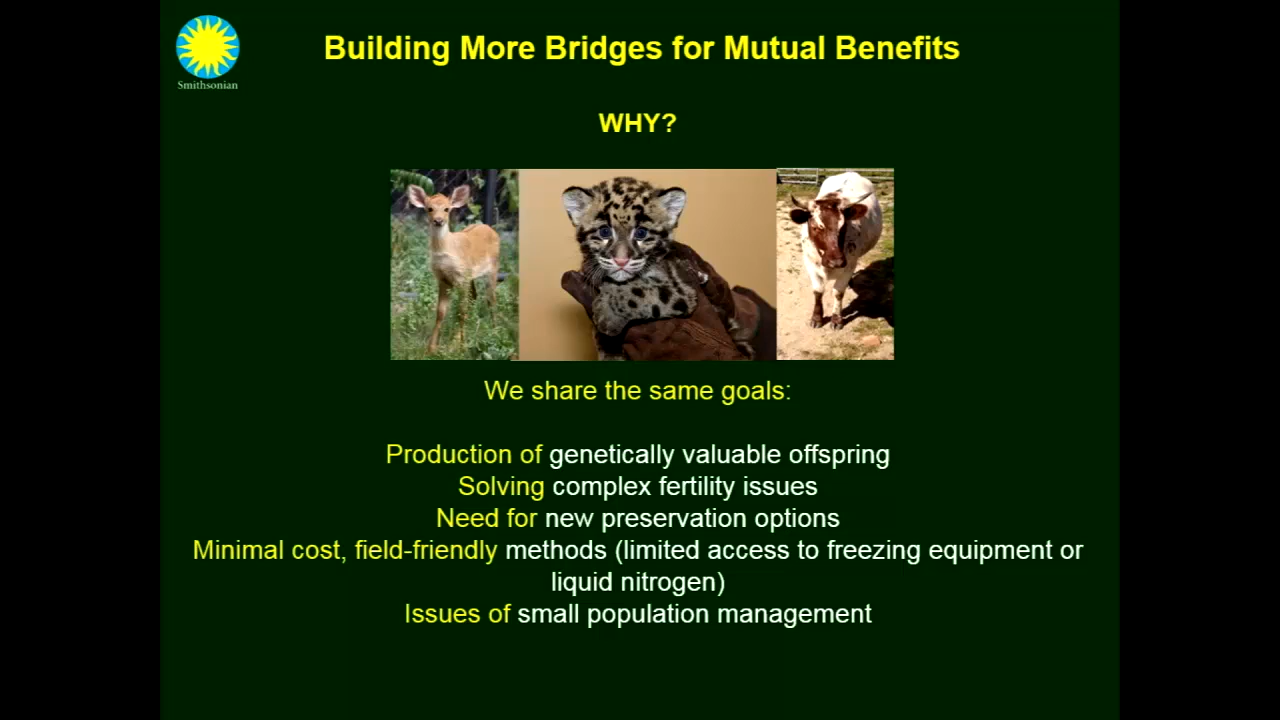 Building More Bridges for Mutual Benefits
Smithsonian
WHY?
We share the same goals:
Production of genetically valuable offspring
Solving complex fertility issues
Need for new preservation options
Minimal cost, field-friendly methods (limited access to freezing equipment or
liquid nitrogen)
Issues of small population management